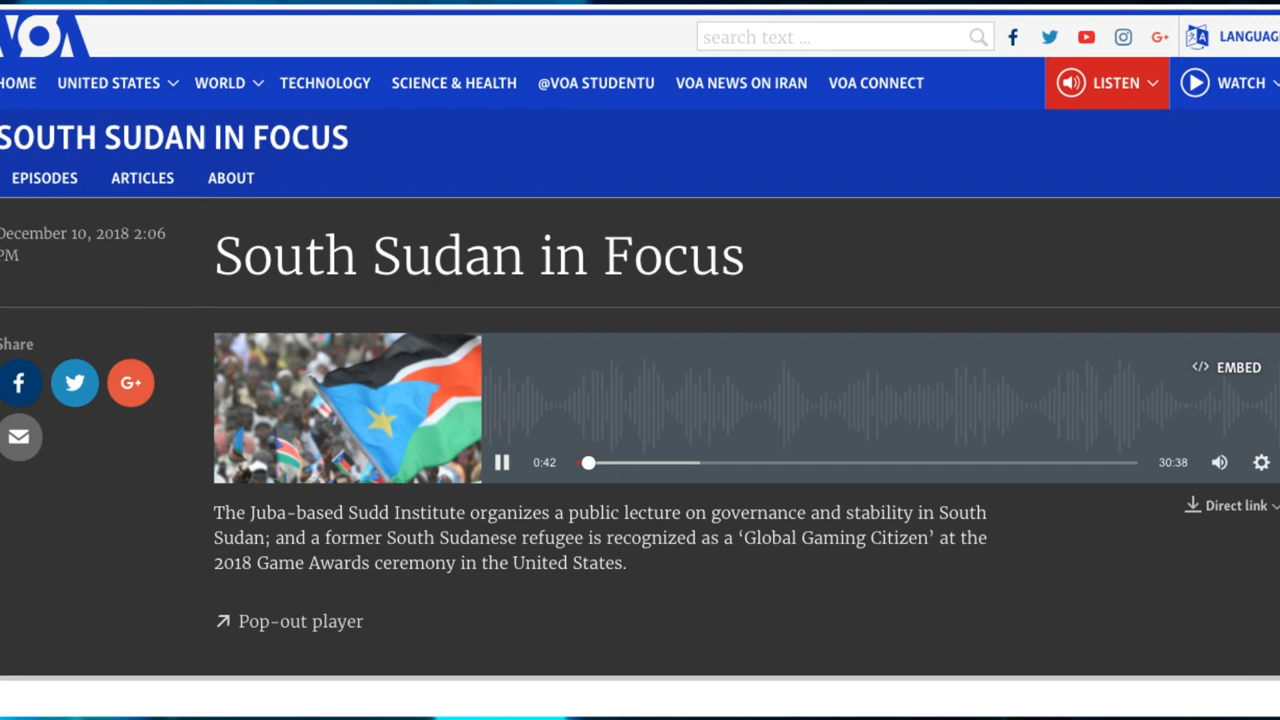 VOA
search text ...
LANGUAG
HOME UNITED STATES WORLD TECHNOLOGY SCIENCE & HEALTH @VOA STUDENTU VOA NEWS ON IRAN VOA CONNECT LISTEN WATCH
SOUTH SUDAN IN FOCUS
EPISODES ARTICLES ABOUT
December 10, 2018 2:06
PM
South Sudan in Focus
Share
EMBED
0:42
30:38
The Juba-based Sudd Institute organizes a public lecture on governance and stability in South
Sudan; and a former South Sudanese refugee is recognized as a ‘Global Gaming Citizen’ at the
2018 Game Awards ceremony in the United States.
Direct link
Pop-out player